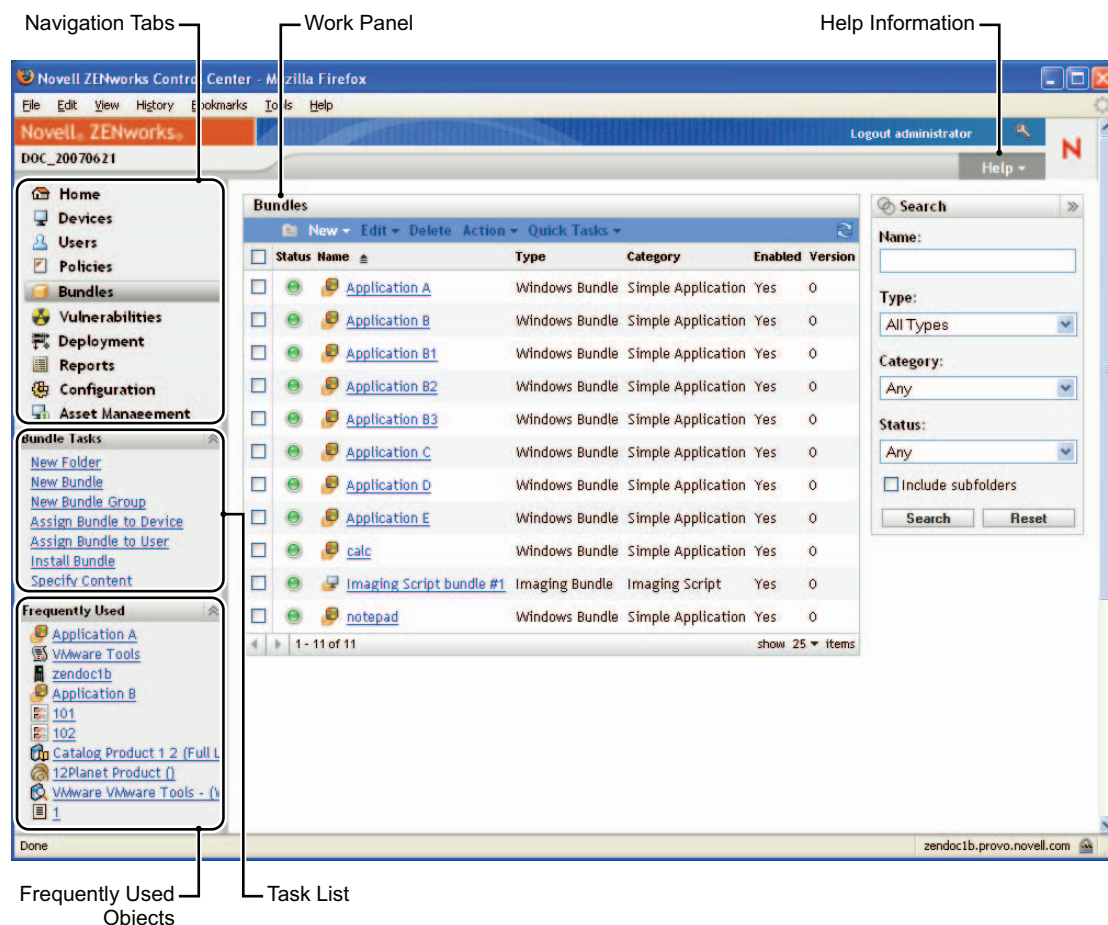 Navigation Tabs
Work Panel
Help Information
Novell ZENworks Control Center - Mozilla Firefox
File Edit View History Bookmarks Tools Help
Novell® ZENworks®
Logout administrator
N
DOC_20070621
Help
Home
Devices
Users
Policies
Bundles
Vulnerabilities
Deployment
Reports
Configuration
Asset Management
Bundle Tasks
New Folder
New Bundle
New Bundle Group
Assign Bundle to Device
Assign Bundle to User
Install Bundle
Specify Content
Frequently Used
Application A
VMware Tools
zendoc1b
Application B
101
102
Catalog Product 1 2 (Full L
12Planet Product ()
VMware VMware Tools - (
1
Bundles
New Edit Delete Action Quick Tasks
Status Name Type Category Enabled Version
Application A Windows Bundle Simple Application Yes 0
Application B Windows Bundle Simple Application Yes 0
Application B1 Windows Bundle Simple Application Yes 0
Application B2 Windows Bundle Simple Application Yes 0
Application B3 Windows Bundle Simple Application Yes 0
Application C Windows Bundle Simple Application Yes 0
Application D Windows Bundle Simple Application Yes 0
Application E Windows Bundle Simple Application Yes 0
calc Windows Bundle Simple Application Yes 0
Imaging Script bundle #1 Imaging Bundle Imaging Script Yes 0
notepad Windows Bundle Simple Application Yes 0
1 - 11 of 11 show 25 items
Search
Name:
Type:
All Types
Category:
Any
Status:
Any
Include subfolders
Search Reset
Done
zendoc1b.provo.novell.com
Frequently Used
Objects
Task List